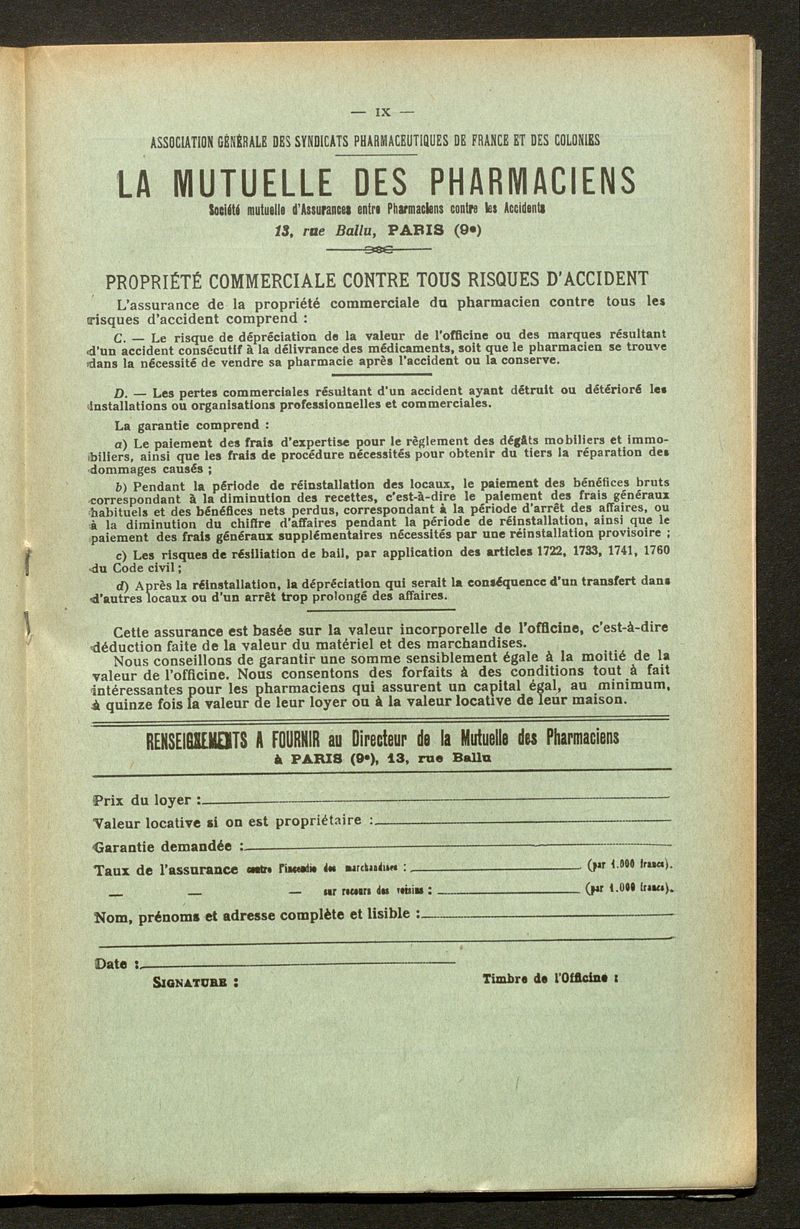 — IX —
ASSOCIATION GÉNÉRALE DES SYNDICATS PHARMACEUTIQUES DE FRANCE ET DES COLONIES
LA MUTUELLE DES PHARMACIENS
Société mutuelle d'Assurances entre Pharmaciens contre les Accidents
13, rue Ballu, PARIS (9e)
PROPRIÉTÉ COMMERCIALE CONTRE TOUS RISQUES D'ACCIDENT
L'assurance de la propriété commerciale du pharmacien contre tous les
risques d'accident comprend :
C. — Le risque de dépréciation de la valeur de l'officine ou des marques résultant
d'un accident consécutif à la délivrance des médicaments, soit que le pharmacien se trouve
dans la nécessité de vendre sa pharmacie après l'accident ou la conserve.
D. — Les pertes commerciales résultant d'un accident ayant détruit ou détérioré les
installations ou organisations professionnelles et commerciales.
La garantie comprend :
a) Le paiement des frais d'expertise pour le règlement des dégâts mobiliers et immo-
biliers, ainsi que les frais de procédure nécessités pour obtenir du tiers la réparation des
dommages causés ;
b) Pendant la période de réinstallation des locaux, le paiement des bénéfices bruts
correspondant à la diminution des recettes, c'est-à-dire le paiement des frais généraux
habituels et des bénéfices nets perdus, correspondant à la période d'arrêt des affaires, ou
à la diminution du chiffre d'affaires pendant la période de réinstallation, ainsi que le
paiement des frais généraux supplémentaires nécessités par une réinstallation provisoire ;
c) Les risques de résiliation de bail, par application des articles 1722, 1733, 1741, 1760
du Code civil ;
d) Après la réinstallation, la dépréciation qui serait la conséquence d'un transfert dans
d'autres locaux ou d'un arrêt trop prolongé des affaires.
Cette assurance est basée sur la valeur incorporelle de l'officine, c'est-à-dire
déduction faite de la valeur du matériel et des marchandises.
Nous conseillons de garantir une somme sensiblement égale à la moitié de la
valeur de l'officine. Nous consentons des forfaits à des conditions tout à fait
intéressantes pour les pharmaciens qui assurent un capital égal, au minimum,
à quinze fois la valeur de leur loyer ou à la valeur locative de leur maison.
RENSEIGNEMENTS A FOURNIR au Directeur de la Mutuelle des Pharmaciens
à PARIS (9e), 13, rue Ballu
Prix du loyer :
Valeur locative si on est propriétaire :
Garantie demandée :
Taux de l'assurance contre l'incendie des marchandises : (par 1.000 francs).
— — — sur recours des voisins : (par 1.000 francs).
Nom, prénoms et adresse complète et lisible :
Date :
SIGNATURE : Timbre de l'Officine :